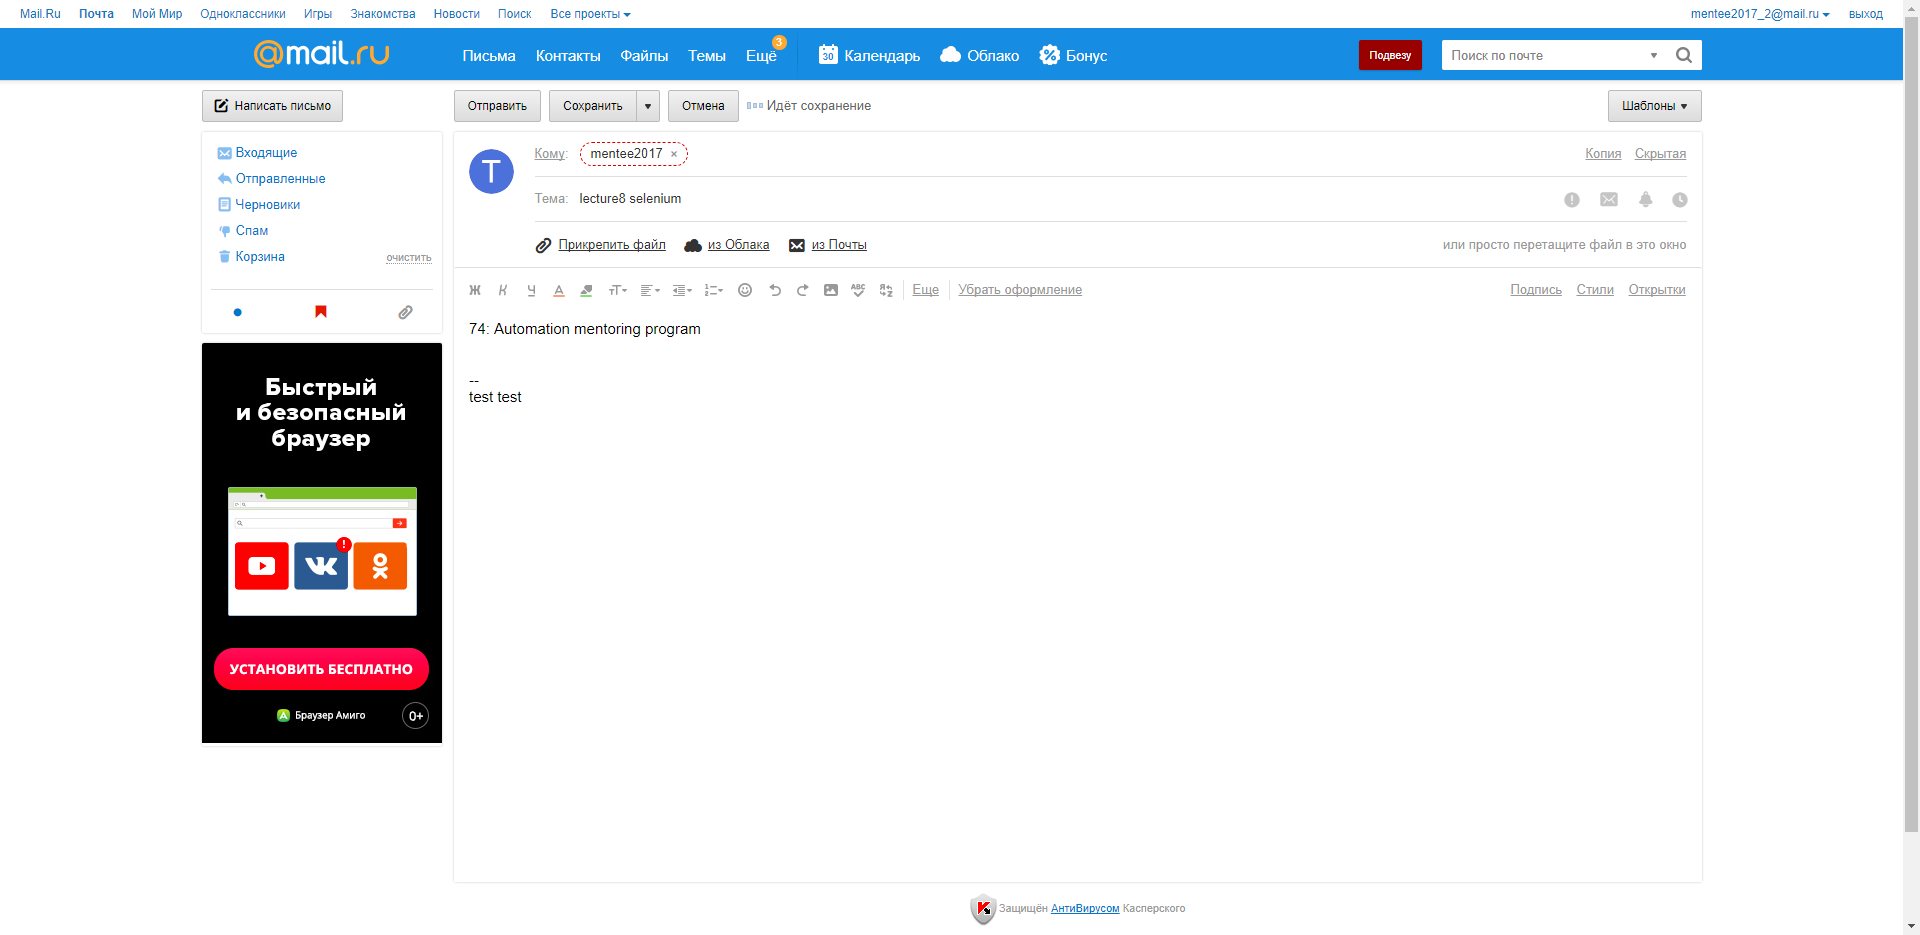 Mail.Ru Почта Мой Мир Одноклассники Игры Знакомства Новости Поиск Все проекты mentee2017_2@mail.ru выход
@mail.ru Письма Контакты Файлы Темы Ещё 3 30 Календарь Облако Бонус Подвезу Поиск по почте
Написать письмо Отправить Сохранить Отмена Идёт сохранение Шаблоны
Входящие
Отправленные
Черновики
Спам
Корзина очистить
T
Кому: mentee2017 × Копия Скрытая
Тема: lecture8 selenium
Прикрепить файл из Облака из Почты или просто перетащите файл в это окно
Ж К Ч А тТ ABC Еще Убрать оформление Подпись Стили Открытки
74: Automation mentoring program
--
test test
Быстрый
и безопасный
браузер
УСТАНОВИТЬ БЕСПЛАТНО
Браузер Амиго 0+
Защищён АнтиВирусом Касперского